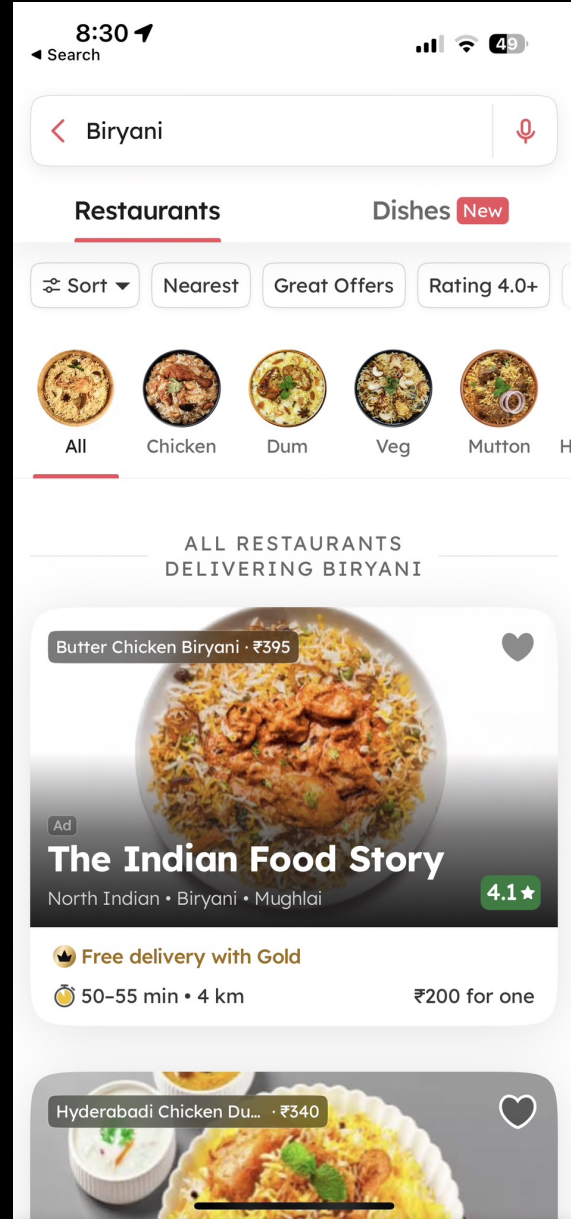 8:30
49
◀ Search
Biryani
Restaurants
Dishes New
Sort
Nearest
Great Offers
Rating 4.0+
All
Chicken
Dum
Veg
Mutton
H
ALL RESTAURANTS
DELIVERING BIRYANI
Butter Chicken Biryani · ₹395
Ad
The Indian Food Story
North Indian • Biryani • Mughlai
4.1★
Free delivery with Gold
50–55 min • 4 km
₹200 for one
Hyderabadi Chicken Du... · ₹340